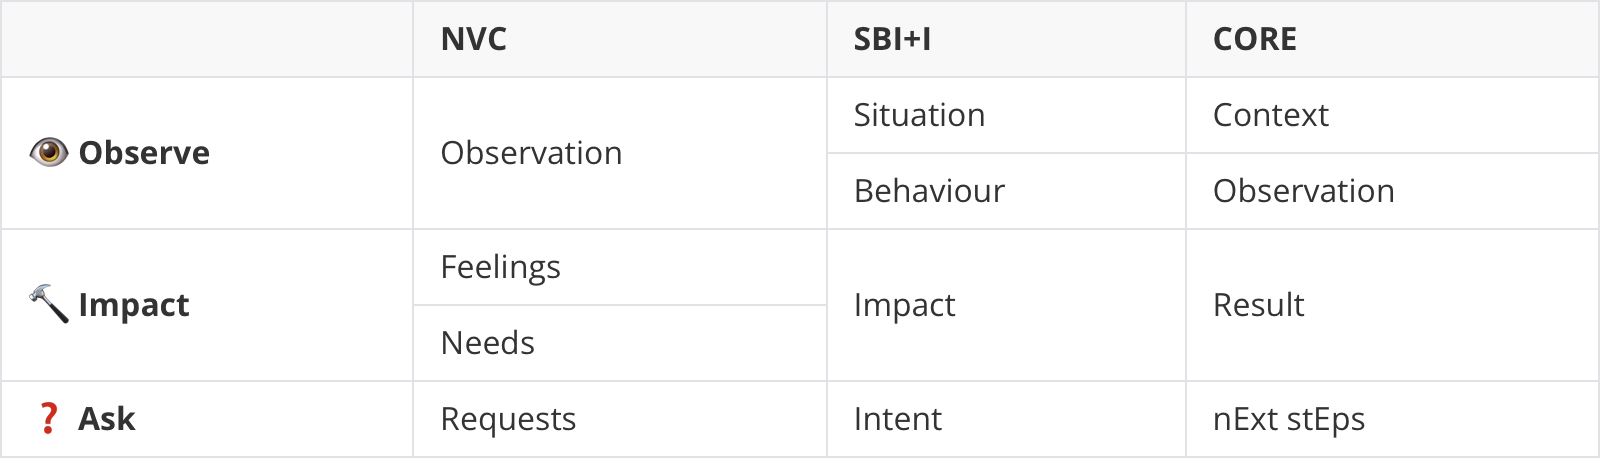 NVC SBI+I CORE
Situation Context
👁 Observe Observation
Behaviour Observation
Feelings
🔨 Impact Impact Result
Needs
❓ Ask Requests Intent nExt stEps